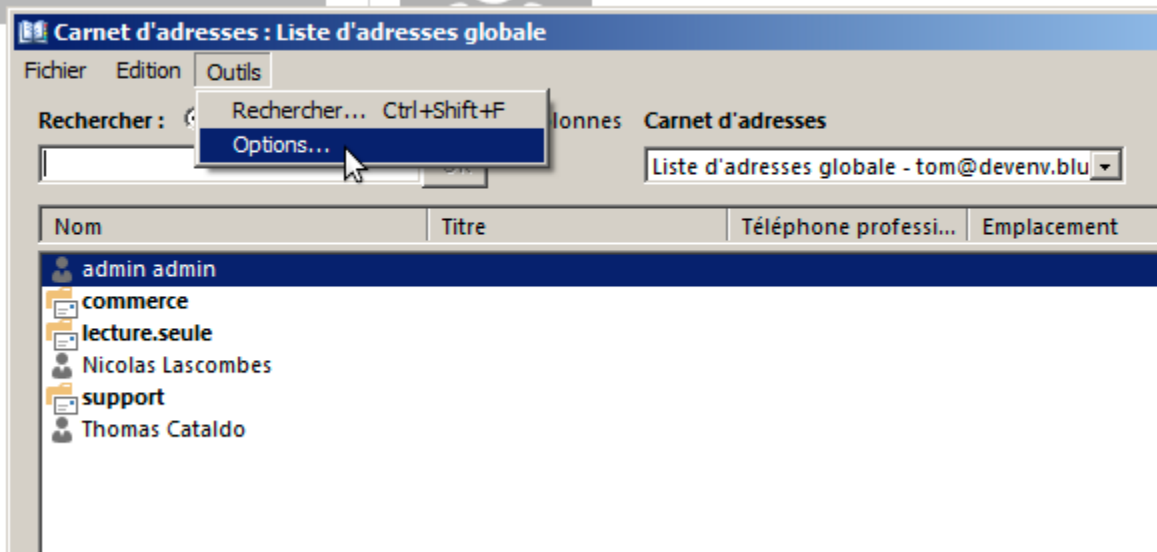 Carnet d'adresses : Liste d'adresses globale
Fichier Edition Outils
Rechercher... Ctrl+Shift+F
Options...
Rechercher : lonnes Carnet d'adresses
Liste d'adresses globale - tom@devenv.blu
Nom Titre Téléphone professi... Emplacement
admin admin
commerce
lecture.seule
Nicolas Lascombes
support
Thomas Cataldo